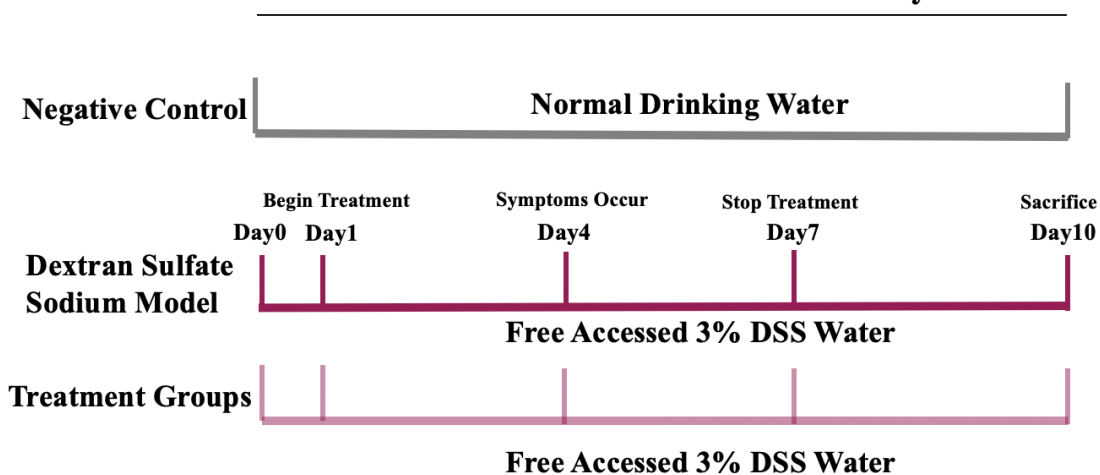 Negative Control
Normal Drinking Water
Begin Treatment
Symptoms Occur
Stop Treatment
Sacrifice
Day0 Day1
Day4
Day7
Day10
Dextran Sulfate
Sodium Model
Free Accessed 3% DSS Water
Treatment Groups
Free Accessed 3% DSS Water